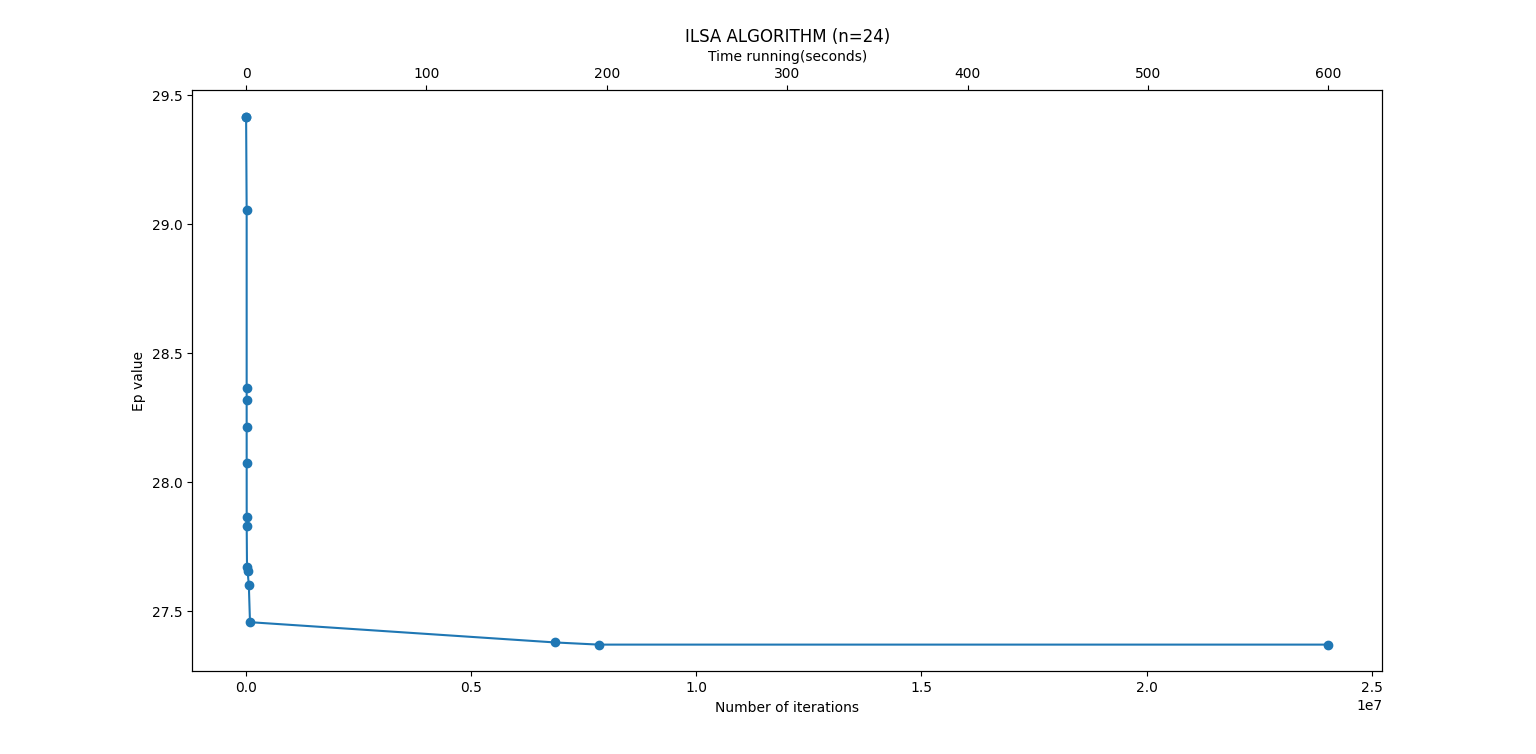 ILSA ALGORITHM (n=24)
Time running(seconds)
0 100 200 300 400 500 600
29.5
29.0
28.5
28.0
27.5
Ep value
0.0 0.5 1.0 1.5 2.0 2.5
1e7
Number of iterations